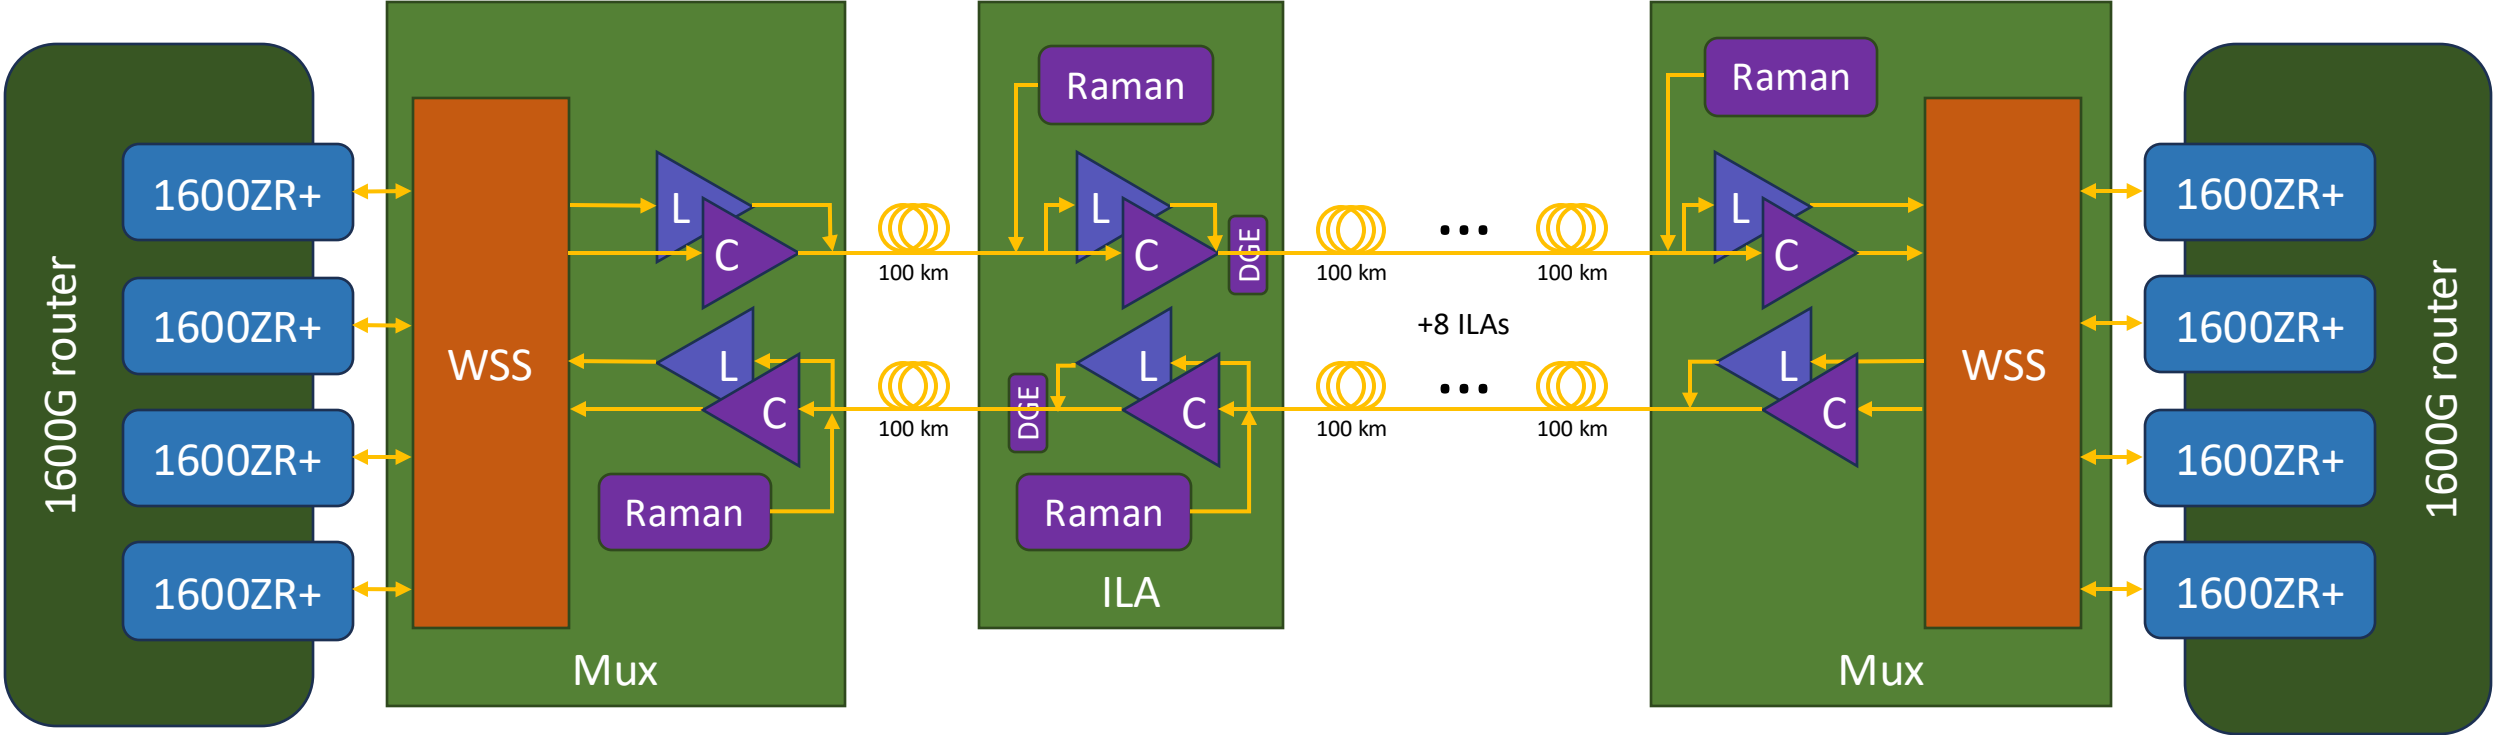 1600G router
1600ZR+
1600ZR+
1600ZR+
1600ZR+
WSS
L
C
L
C
Raman
Mux
100 km
100 km
Raman
L
C
DGE
DGE
L
C
Raman
ILA
100 km
...
100 km
+8 ILAs
100 km
...
100 km
Raman
L
C
L
C
WSS
Mux
1600ZR+
1600ZR+
1600ZR+
1600ZR+
1600G router